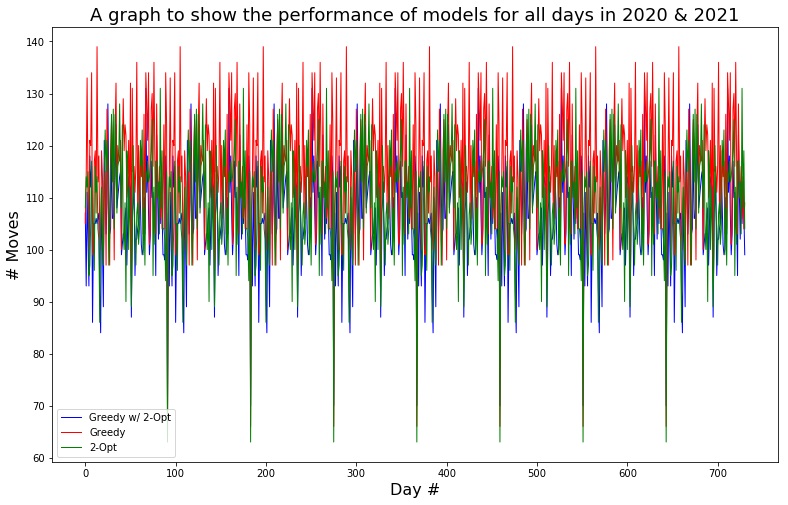 A graph to show the performance of models for all days in 2020 & 2021
# Moves
140
130
120
110
100
90
80
70
60
Greedy w/ 2-Opt
Greedy
2-Opt
0
100
200
300
400
500
600
700
Day #